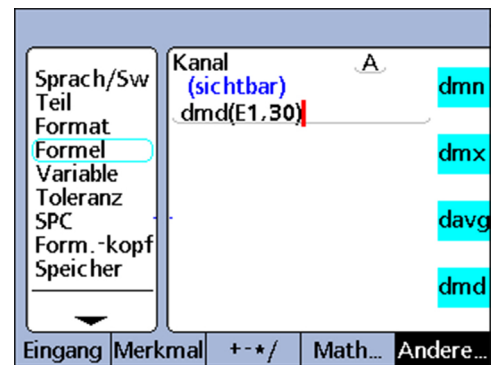 Sprach/Sw
Teil
Format
Formel
Variable
Toleranz
SPC
Form.-kopf
Speicher
Kanal A
(sichtbar)
dmd(E1,30)
dmn
dmx
davg
dmd
Eingang Merkmal +-*/ Math... Andere...